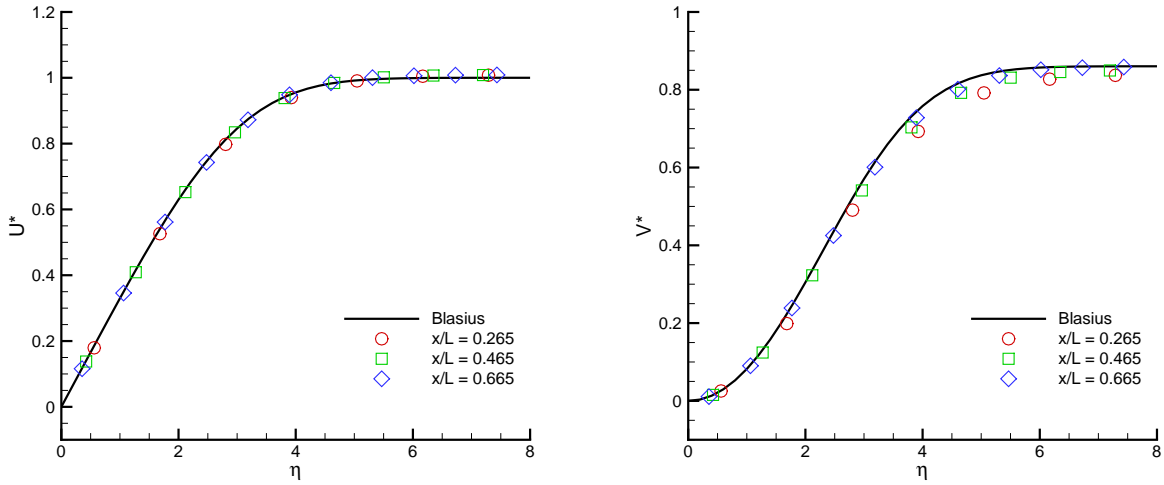 U*
1.2
1
0.8
0.6
0.4
0.2
0
0 2 4 6 8
η
Blasius
x/L = 0.265
x/L = 0.465
x/L = 0.665
V*
1
0.8
0.6
0.4
0.2
0
0 2 4 6 8
η
Blasius
x/L = 0.265
x/L = 0.465
x/L = 0.665